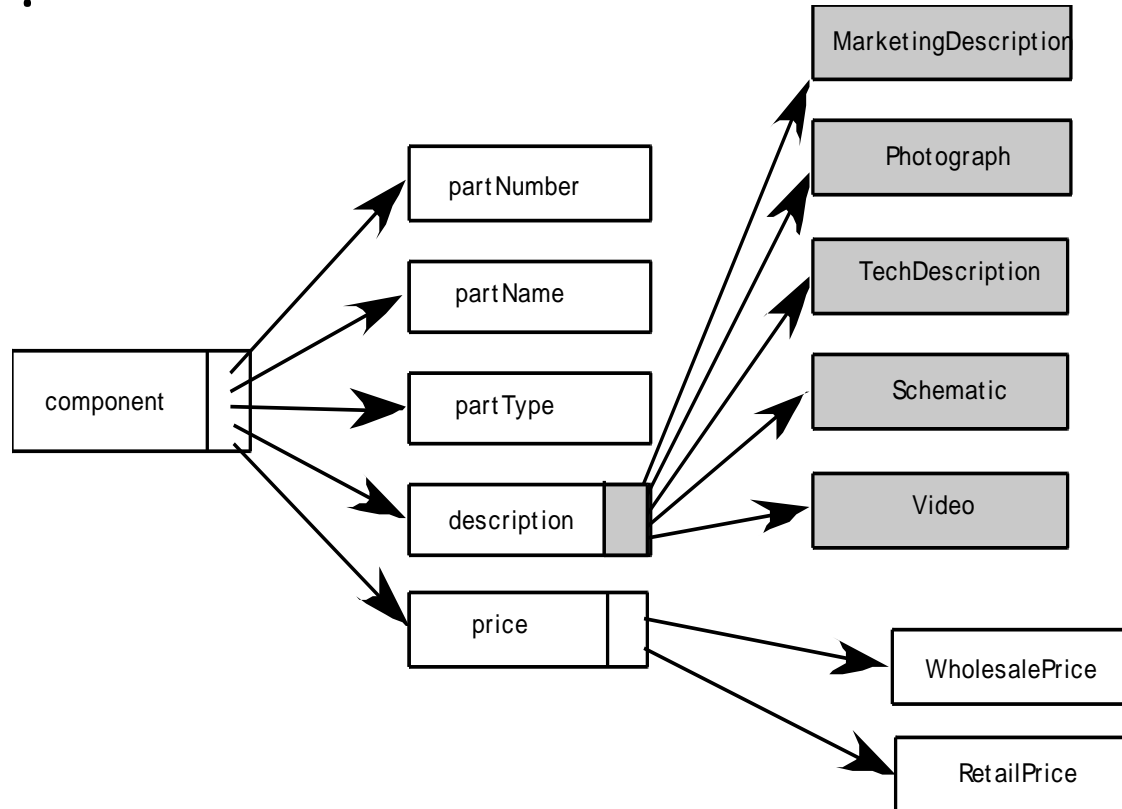 MarketingDescription
Photograph
partNumber
TechDescription
partName
component
partType
Schematic
description
Video
price
WholesalePrice
RetailPrice